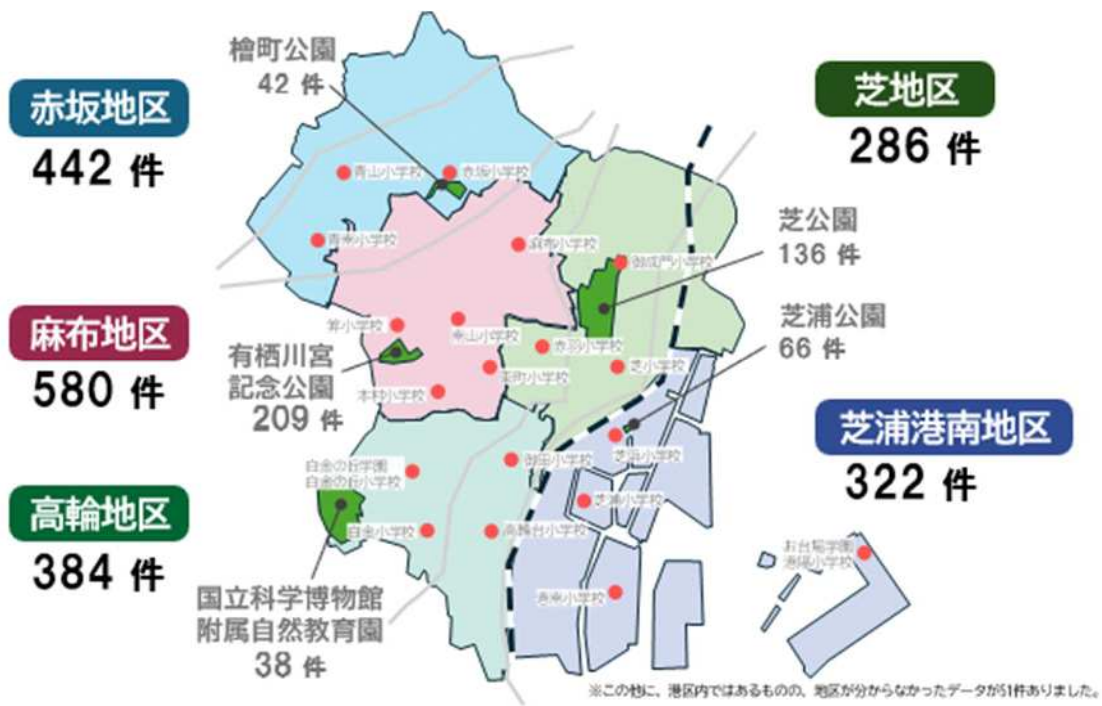 檜町公園
42 件
赤坂地区
442 件
芝地区
286 件
青山小学校
赤坂小学校
芝公園
136 件
青南小学校
麻布小学校
御成門小学校
芝浦公園
66 件
麻布地区
580 件
有栖川宮
記念公園
209 件
笄小学校
東山小学校
赤羽小学校
東町小学校
芝小学校
本村小学校
芝浦港南地区
322 件
高輪地区
384 件
白金の丘学園
白金の丘小学校
御田小学校
芝浜小学校
芝浦小学校
白金小学校
高輪台小学校
お台場学園
港陽小学校
港南小学校
国立科学博物館
附属自然教育園
38 件
※この他に、港区内ではあるものの、地区が分からなかったデータが51件ありました。